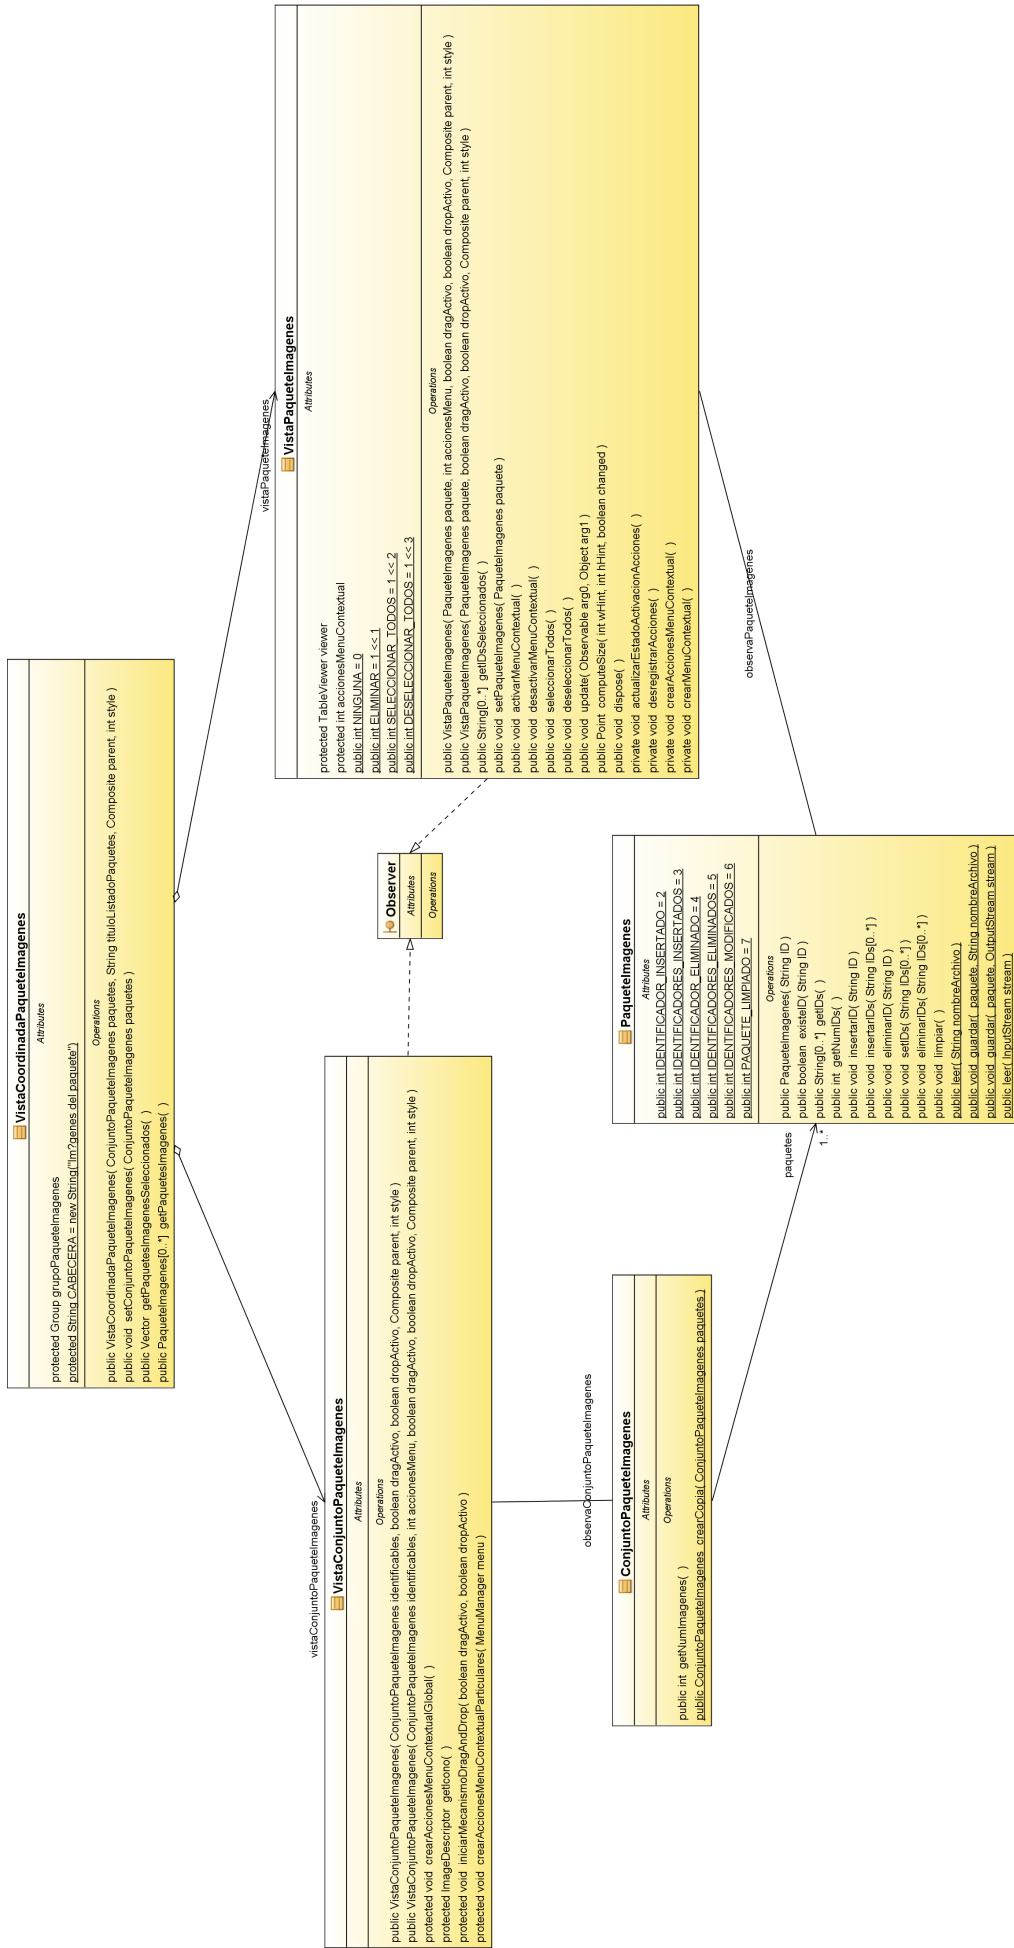 VistaCoordinadaPaqueteImagenes
Attributes
protected Group grupoPaqueteImagenes
protected String CABECERA = new String("Im?genes del paquete")
Operations
public VistaCoordinadaPaqueteImagenes( ConjuntoPaqueteImagenes paquetes, String tituloListadoPaquetes, Composite parent, int style )
public void setConjuntoPaqueteImagenes( ConjuntoPaqueteImagenes paquetes )
public Vector getPaquetesImagenesSeleccionados( )
public PaqueteImagenes[0..*] getPaquetesImagenes( )
vistaConjuntoPaqueteImagenes
vistaPaqueteImagenes
VistaConjuntoPaqueteImagenes
Attributes
Operations
public VistaConjuntoPaqueteImagenes( ConjuntoPaqueteImagenes identificables, boolean dragActivo, boolean dropActivo, Composite parent, int style )
public VistaConjuntoPaqueteImagenes( ConjuntoPaqueteImagenes identificables, int accionesMenu, boolean dragActivo, boolean dropActivo, Composite parent, int style )
protected void crearAccionesMenuContextualGlobal( )
protected ImageDescriptor getIcono( )
protected void iniciarMecanismoDragAndDrop( boolean dragActivo, boolean dropActivo )
protected void crearAccionesMenuContextualParticulares( MenuManager menu )
Observer
Attributes
Operations
VistaPaqueteImagenes
Attributes
protected TableViewer viewer
protected int accionesMenuContextual
public int NINGUNA = 0
public int ELIMINAR = 1 << 1
public int SELECCIONAR_TODOS = 1 << 2
public int DESELECCIONAR_TODOS = 1 << 3
Operations
public VistaPaqueteImagenes( PaqueteImagenes paquete, int accionesMenu, boolean dragActivo, boolean dropActivo, Composite parent, int style )
public VistaPaqueteImagenes( PaqueteImagenes paquete, boolean dragActivo, boolean dropActivo, Composite parent, int style )
public String[0..*] getIDsSeleccionados( )
public void setPaqueteImagenes( PaqueteImagenes paquete )
public void activarMenuContextual( )
public void desactivarMenuContextual( )
public void seleccionarTodos( )
public void deseleccionarTodos( )
public void update( Observable arg0, Object arg1 )
public Point computeSize( int wHint, int hHint, boolean changed )
public void dispose( )
private void actualizarEstadoActivacionAcciones( )
private void desregistrarAcciones( )
private void crearAccionesMenuContextual( )
private void crearMenuContextual( )
observaConjuntoPaqueteImagenes
observaPaqueteImagenes
ConjuntoPaqueteImagenes
Attributes
Operations
public int getNumImagenes( )
public ConjuntoPaqueteImagenes crearCopia( ConjuntoPaqueteImagenes paquetes )
paquetes
1..*
PaqueteImagenes
Attributes
public int IDENTIFICADOR_INSERTADO = 2
public int IDENTIFICADORES_INSERTADOS = 3
public int IDENTIFICADOR_ELIMINADO = 4
public int IDENTIFICADORES_ELIMINADOS = 5
public int IDENTIFICADORES_MODIFICADOS = 6
public int PAQUETE_LIMPIADO = 7
Operations
public PaqueteImagenes( String ID )
public boolean existeID( String ID )
public String[0..*] getIDs( )
public int getNumIDs( )
public void insertarID( String ID )
public void insertarIDs( String IDs[0..*] )
public void eliminarID( String ID )
public void setIDs( String IDs[0..*] )
public void eliminarIDs( String IDs[0..*] )
public void limpiar( )
public leer( String nombreArchivo )
public void guardar( paquete, String nombreArchivo )
public void guardar( paquete, OutputStream stream )
public leer( InputStream stream )